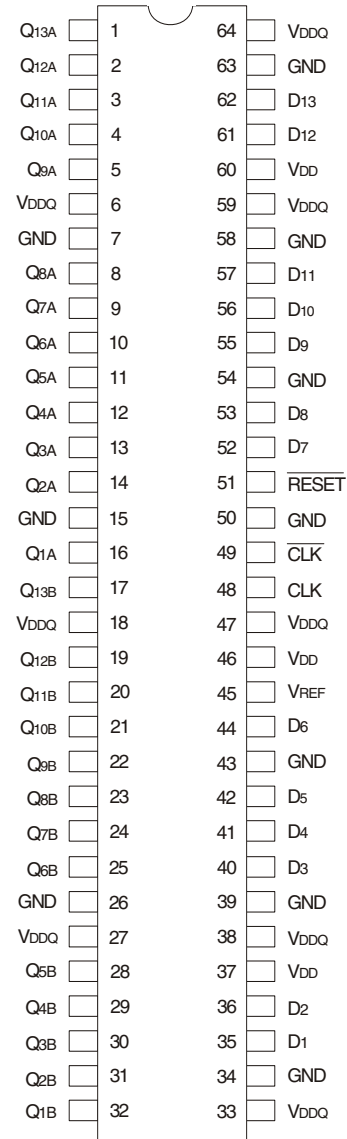 Q13A 1 64 VDDQ
Q12A 2 63 GND
Q11A 3 62 D13
Q10A 4 61 D12
Q9A 5 60 VDD
VDDQ 6 59 VDDQ
GND 7 58 GND
Q8A 8 57 D11
Q7A 9 56 D10
Q6A 10 55 D9
Q5A 11 54 GND
Q4A 12 53 D8
Q3A 13 52 D7
Q2A 14 51 RESET
GND 15 50 GND
Q1A 16 49 CLK
Q13B 17 48 CLK
VDDQ 18 47 VDDQ
Q12B 19 46 VDD
Q11B 20 45 VREF
Q10B 21 44 D6
Q9B 22 43 GND
Q8B 23 42 D5
Q7B 24 41 D4
Q6B 25 40 D3
GND 26 39 GND
VDDQ 27 38 VDDQ
Q5B 28 37 VDD
Q4B 29 36 D2
Q3B 30 35 D1
Q2B 31 34 GND
Q1B 32 33 VDDQ